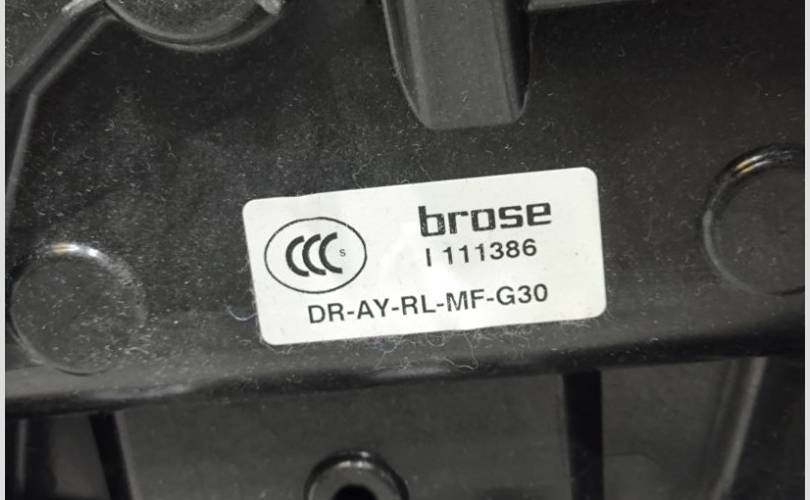 CCC S
brose
I 111386
DR-AY-RL-MF-G30